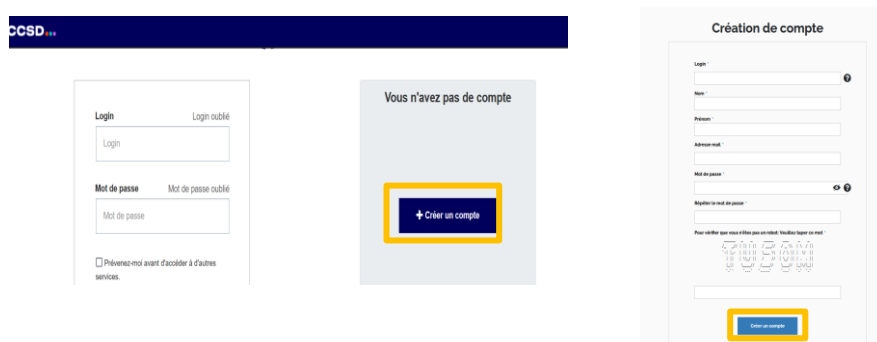 CCSD
Login Login oublié
Login
Mot de passe Mot de passe oublié
Mot de passe
Prévenez-moi avant d'accéder à d'autres
services.
Vous n'avez pas de compte
+ Créer un compte
Création de compte
Login *
Nom *
Prénom *
Adresse mail *
Mot de passe *
Répéter le mot de passe *
Pour vérifier que vous n'êtes pas un robot: Veuillez taper ce mot *
Créer un compte